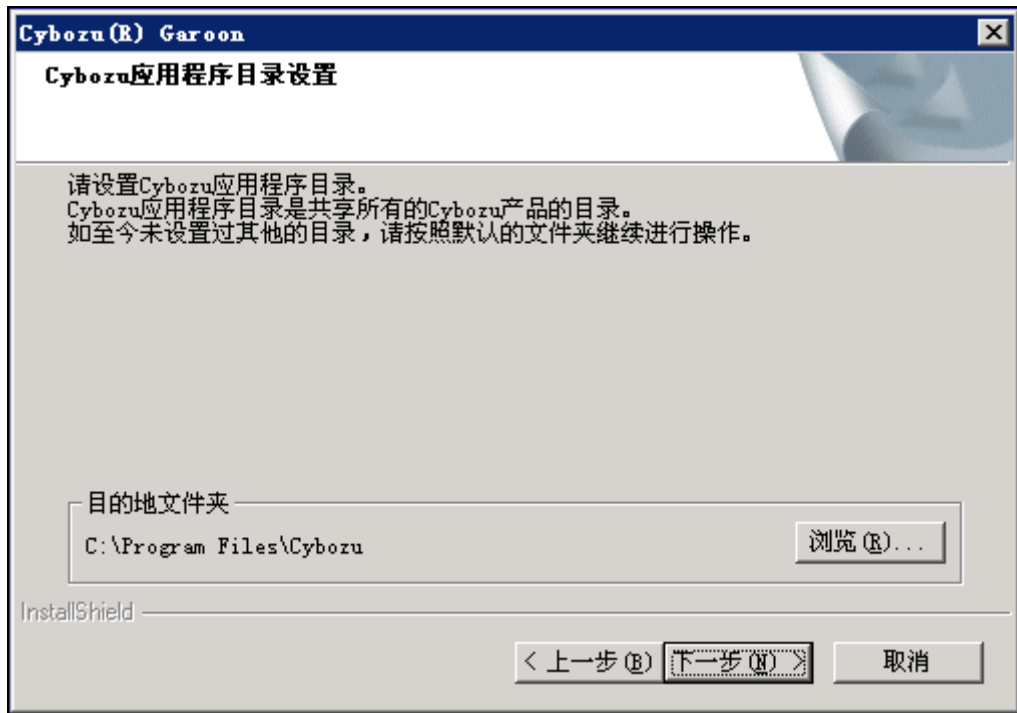 Cybozu(R) Garoon
Cybozu应用程序目录设置
请设置Cybozu应用程序目录。
Cybozu应用程序目录是共享所有的Cybozu产品的目录。
如至今未设置过其他的目录，请按照默认的文件夹继续进行操作。
目的地文件夹
C:\Program Files\Cybozu
浏览(R)...
InstallShield
< 上一步(B) 下一步(N) > 取消